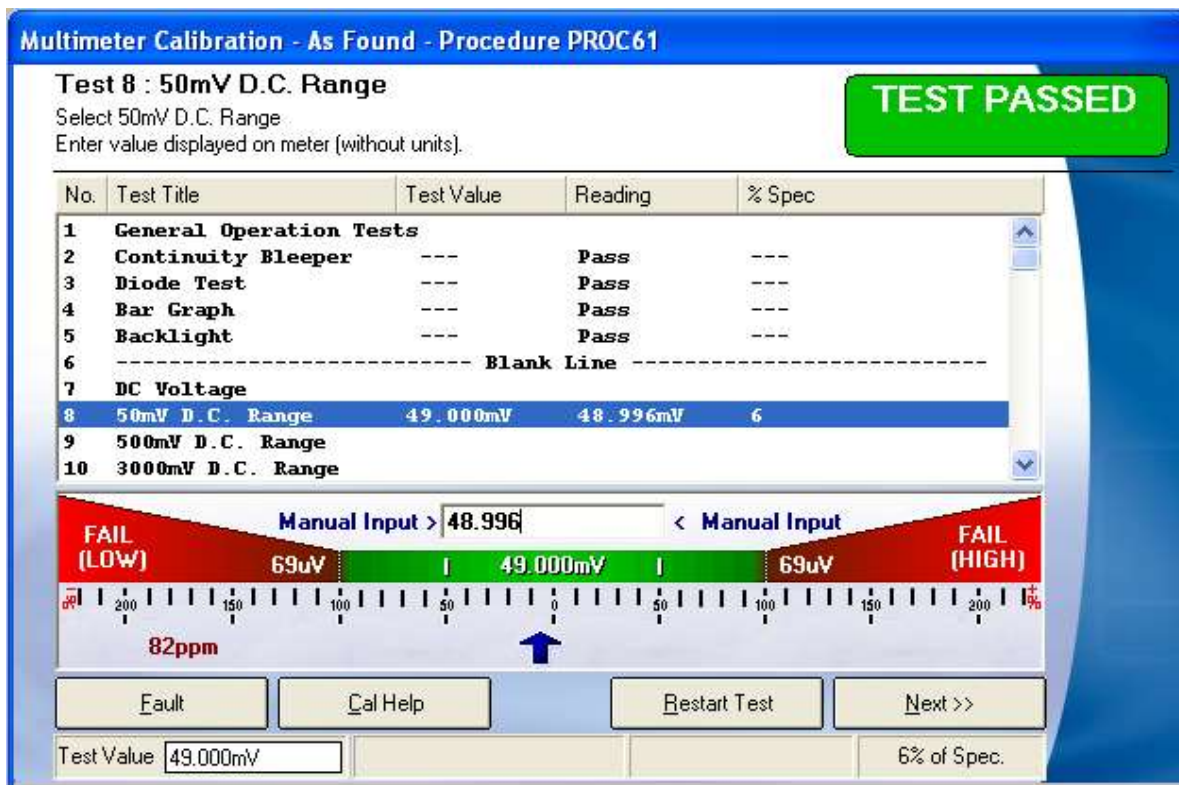 Multimeter Calibration - As Found - Procedure PROC61
Test 8 : 50mV D.C. Range
TEST PASSED
Select 50mV D.C. Range
Enter value displayed on meter (without units).
No. Test Title Test Value Reading % Spec
1 General Operation Tests
2 Continuity Bleeper --- Pass ---
3 Diode Test --- Pass ---
4 Bar Graph --- Pass ---
5 Backlight --- Pass ---
6 --------------------------- Blank Line ---------------------------
7 DC Voltage
8 50mV D.C. Range 49.000mV 48.996mV 6
9 500mV D.C. Range
10 3000mV D.C. Range
Manual Input > 48.996 < Manual Input
FAIL (LOW)
69uV 49.000mV 69uV
FAIL (HIGH)
-% 200 150 100 50 0 50 100 150 200 +%
82ppm
Fault Cal Help Restart Test Next >>
Test Value 49.000mV 6% of Spec.